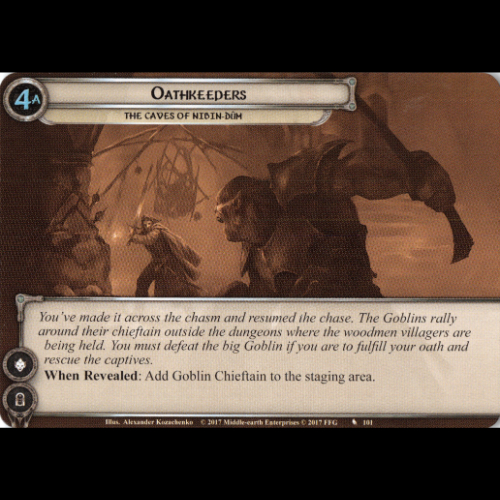 4A
OATHKEEPERS
THE CAVES OF NIBIN-DÛM
You've made it across the chasm and resumed the chase. The Goblins rally
around their chieftain outside the dungeons where the woodmen villagers are
being held. You must defeat the big Goblin if you are to fulfill your oath and
rescue the captives.
When Revealed: Add Goblin Chieftain to the staging area.
Illus. Alexander Kozachenko © 2017 Middle-earth Enterprises © 2017 FFG 101